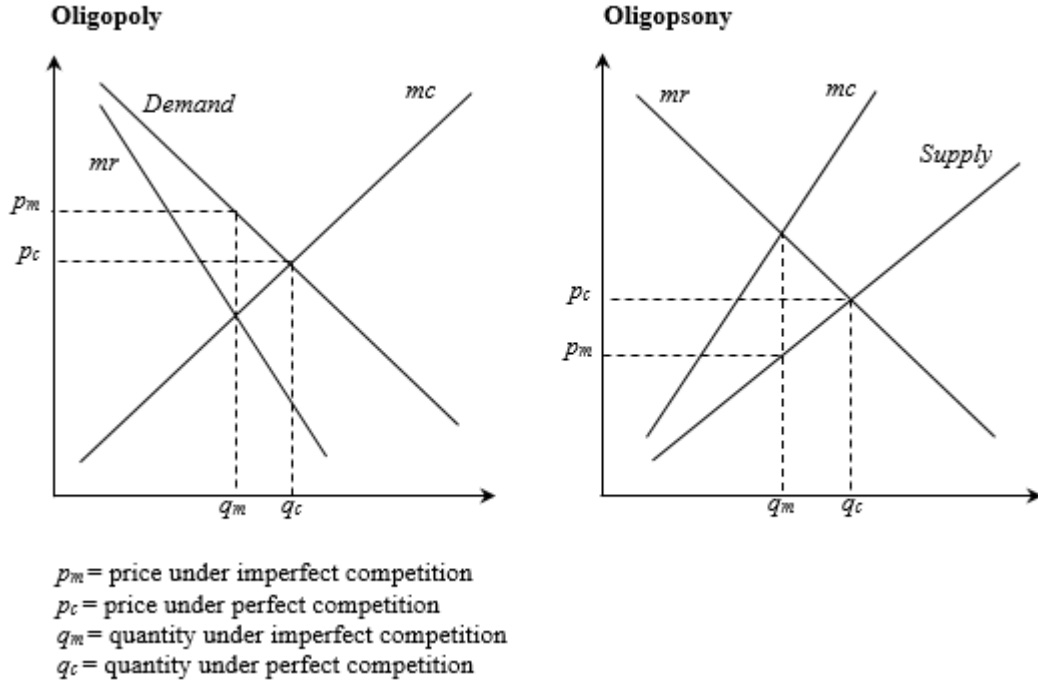 Oligopoly
Demand
mc
mr
pm
pc
qm
qc
Oligopsony
mr
mc
Supply
pc
pm
qm
qc
pm = price under imperfect competition
pc = price under perfect competition
qm = quantity under imperfect competition
qc = quantity under perfect competition